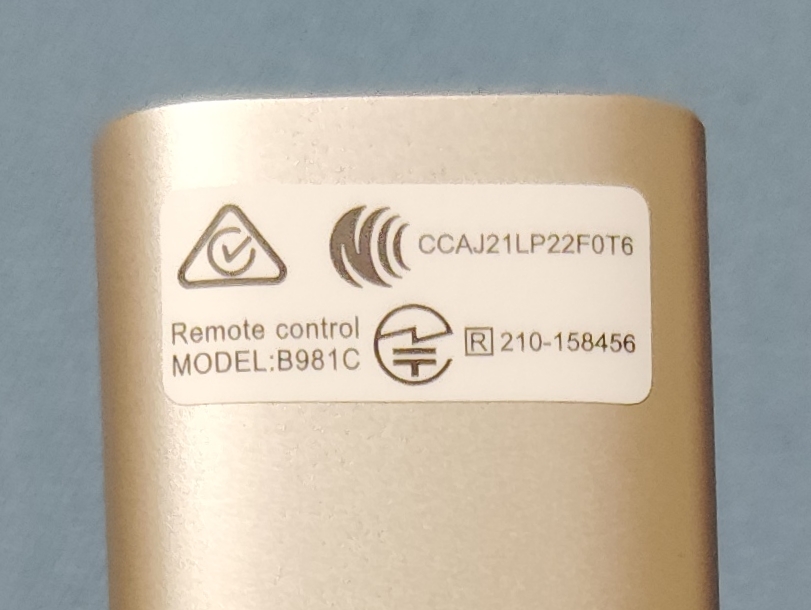 CCAJ21LP22F0T6
Remote control
MODEL:B981C
R 210-158456